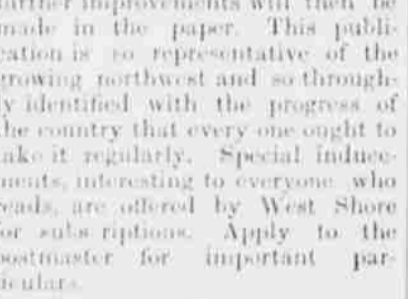 further improvements will then be
made in the paper. This publi-
cation is so representative of the
growing northwest and so through-
ly identified with the progress of
the country that every one ought to
take it regularly. Special induce-
ments, interesting to everyone who
reads, are offered by West Shore
for subs riptions. Apply to the
postmaster for important par-
ticulars.